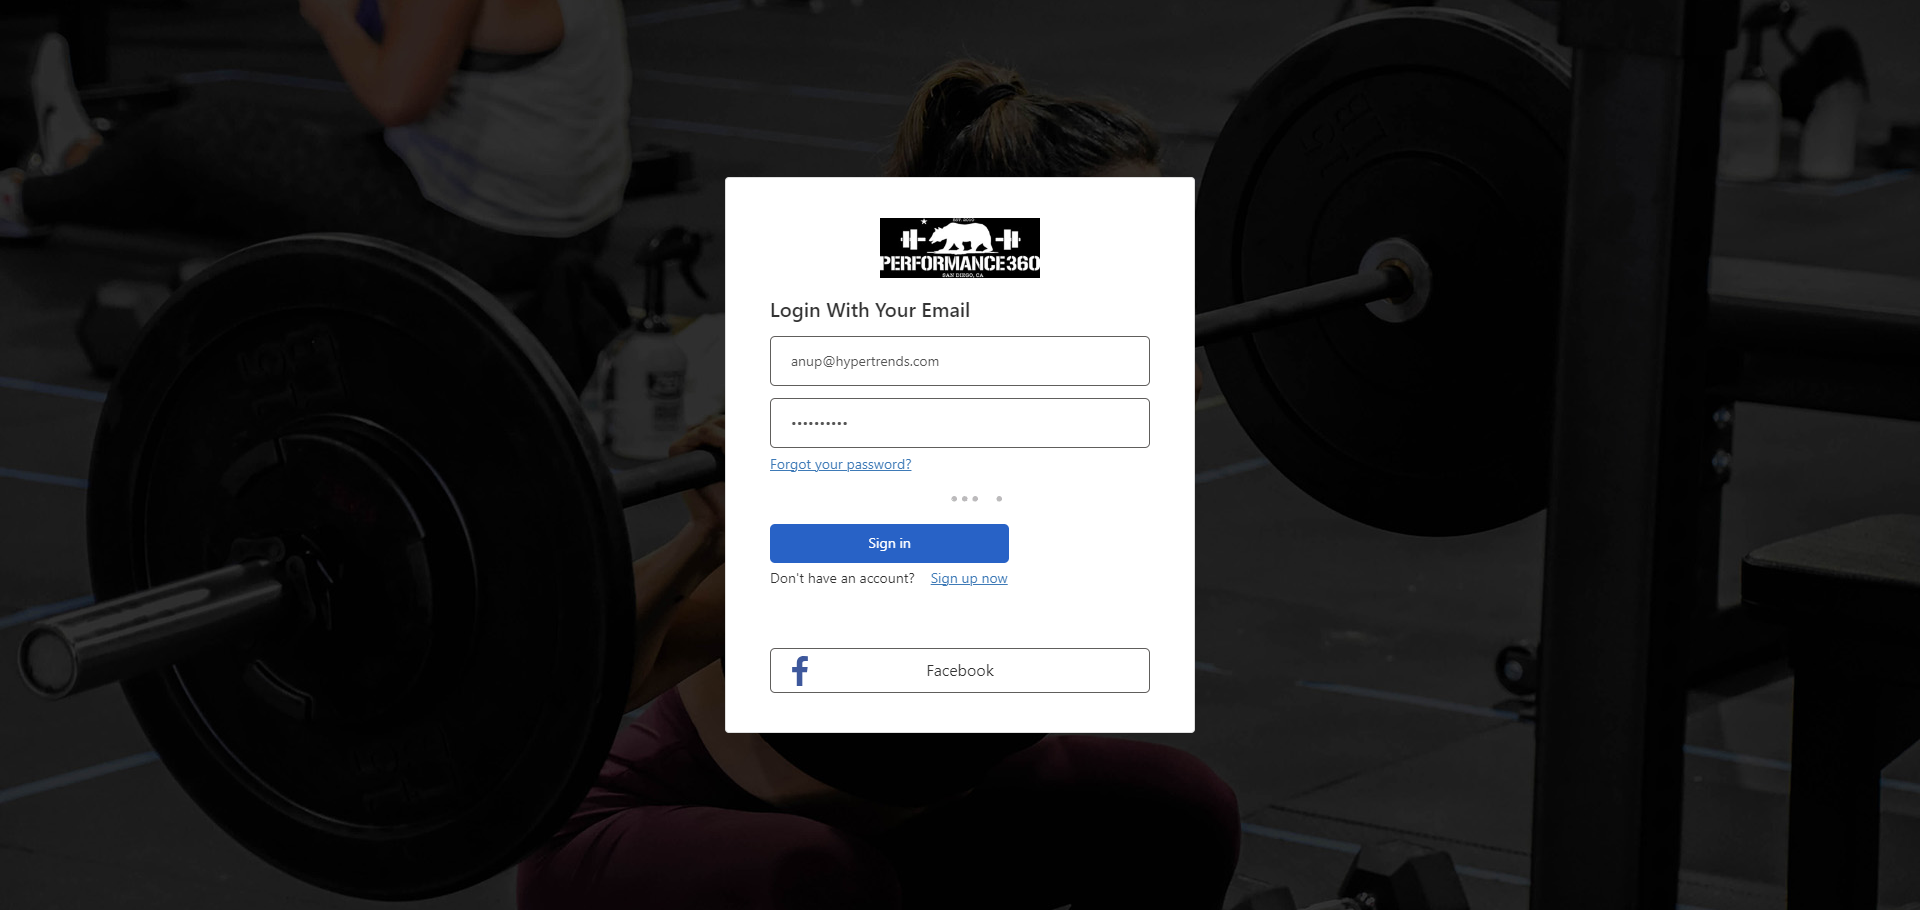 EST. 2010
PERFORMANCE360
SAN DIEGO, CA
Login With Your Email
anup@hypertrends.com
••••••••••
Forgot your password?
Sign in
Don't have an account? Sign up now
Facebook